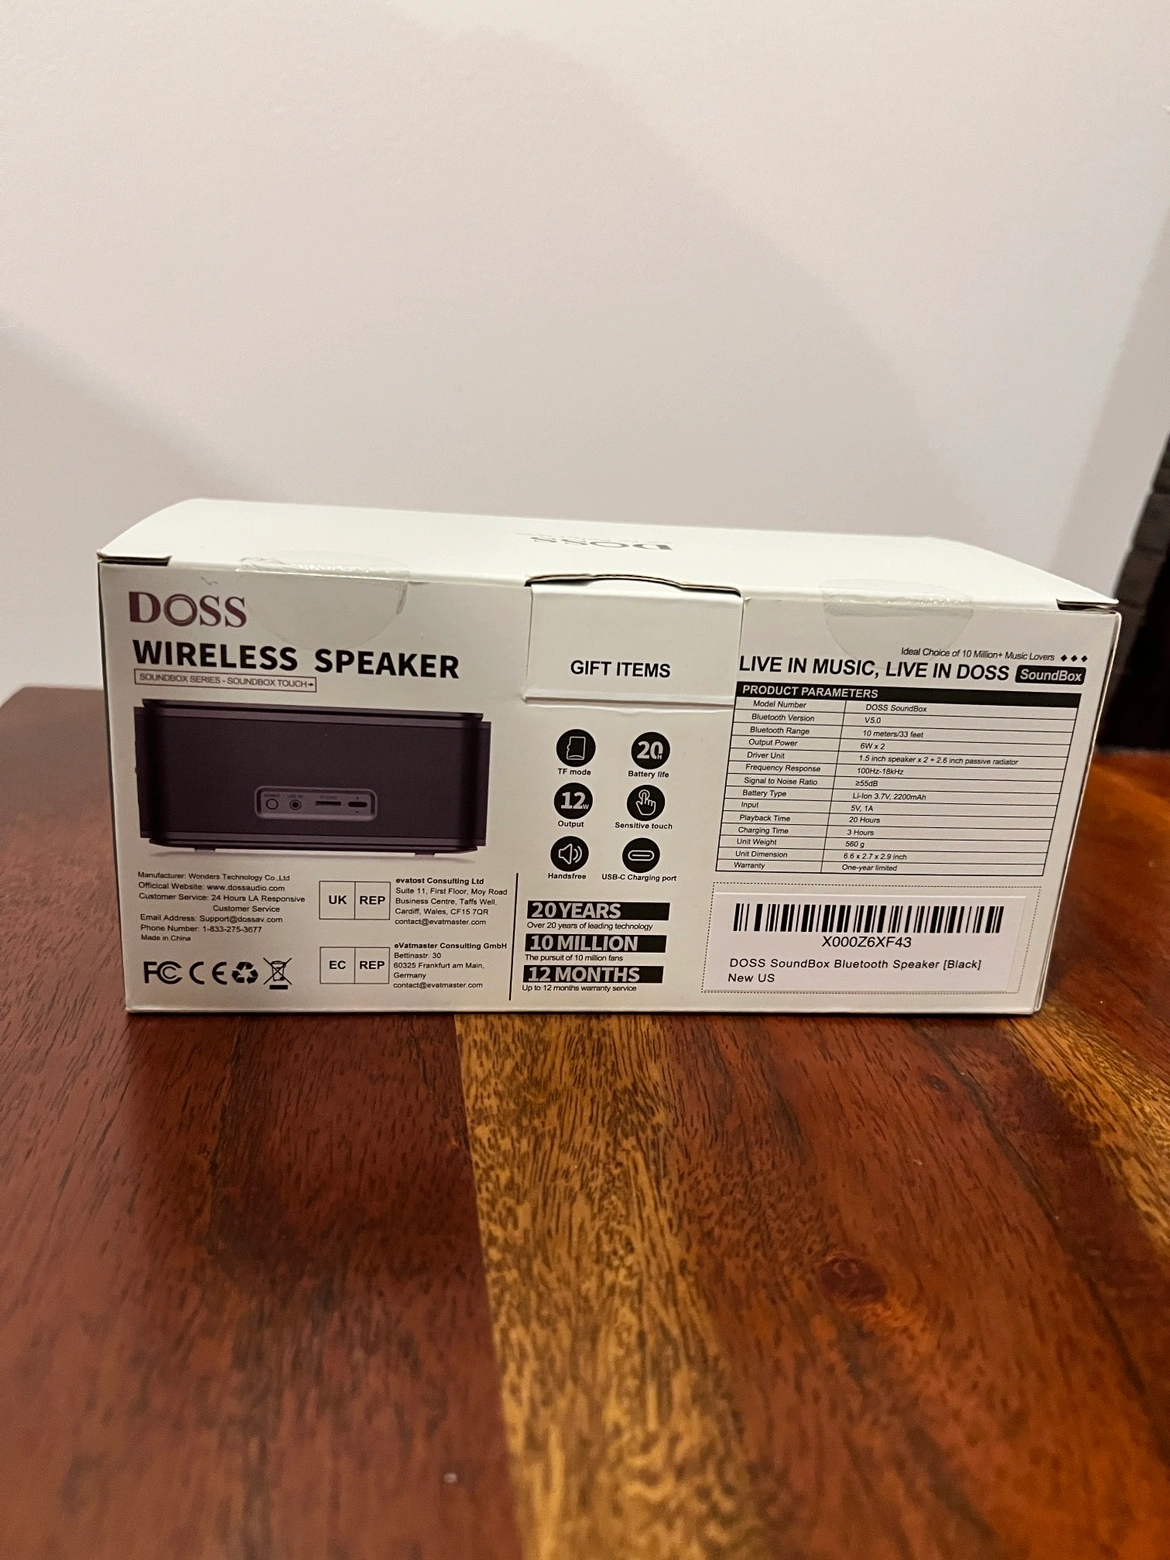 DOSS
DOSS
WIRELESS SPEAKER
SOUNDBOX SERIES - SOUNDBOX TOUCH
Manufacturer: Wonders Technology Co.,Ltd
Officical Website: www.dossaudio.com
Customer Service: 24 Hours LA Responsive
Customer Service
Email Address: Support@dossav.com
Phone Number: 1-833-275-3677
Made in China
FC CE
UK REP
evatost Consulting Ltd
Suite 11, First Floor, Moy Road
Business Centre, Taffs Well,
Cardiff, Wales, CF15 7QR
contact@evatmaster.com
EC REP
eVatmaster Consulting GmbH
Bettinastr. 30
60325 Frankfurt am Main,
Germany
contact@evatmaster.com
GIFT ITEMS
TF mode
20H
Battery life
12W
Output
Sensitive touch
Handsfree
USB-C Charging port
20 YEARS
Over 20 years of leading technology
10 MILLION
The pursuit of 10 million fans
12 MONTHS
Up to 12 months warranty service
Ideal Choice of 10 Million+ Music Lovers
LIVE IN MUSIC, LIVE IN DOSS SoundBox
PRODUCT PARAMETERS
Model Number DOSS SoundBox
Bluetooth Version V5.0
Bluetooth Range 10 meters/33 feet
Output Power 6W x 2
Driver Unit 1.5 inch speaker x 2 + 2.6 inch passive radiator
Frequency Response 100Hz-18kHz
Signal to Noise Ratio ≥55dB
Battery Type Li-Ion 3.7V, 2200mAh
Input 5V, 1A
Playback Time 20 Hours
Charging Time 3 Hours
Unit Weight 560 g
Unit Dimension 6.6 x 2.7 x 2.9 inch
Warranty One-year limited
X000Z6XF43
DOSS SoundBox Bluetooth Speaker [Black]
New US